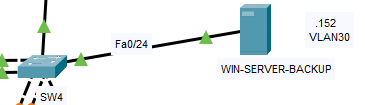 .152
VLAN30
Fa0/24
WIN-SERVER-BACKUP
SW4